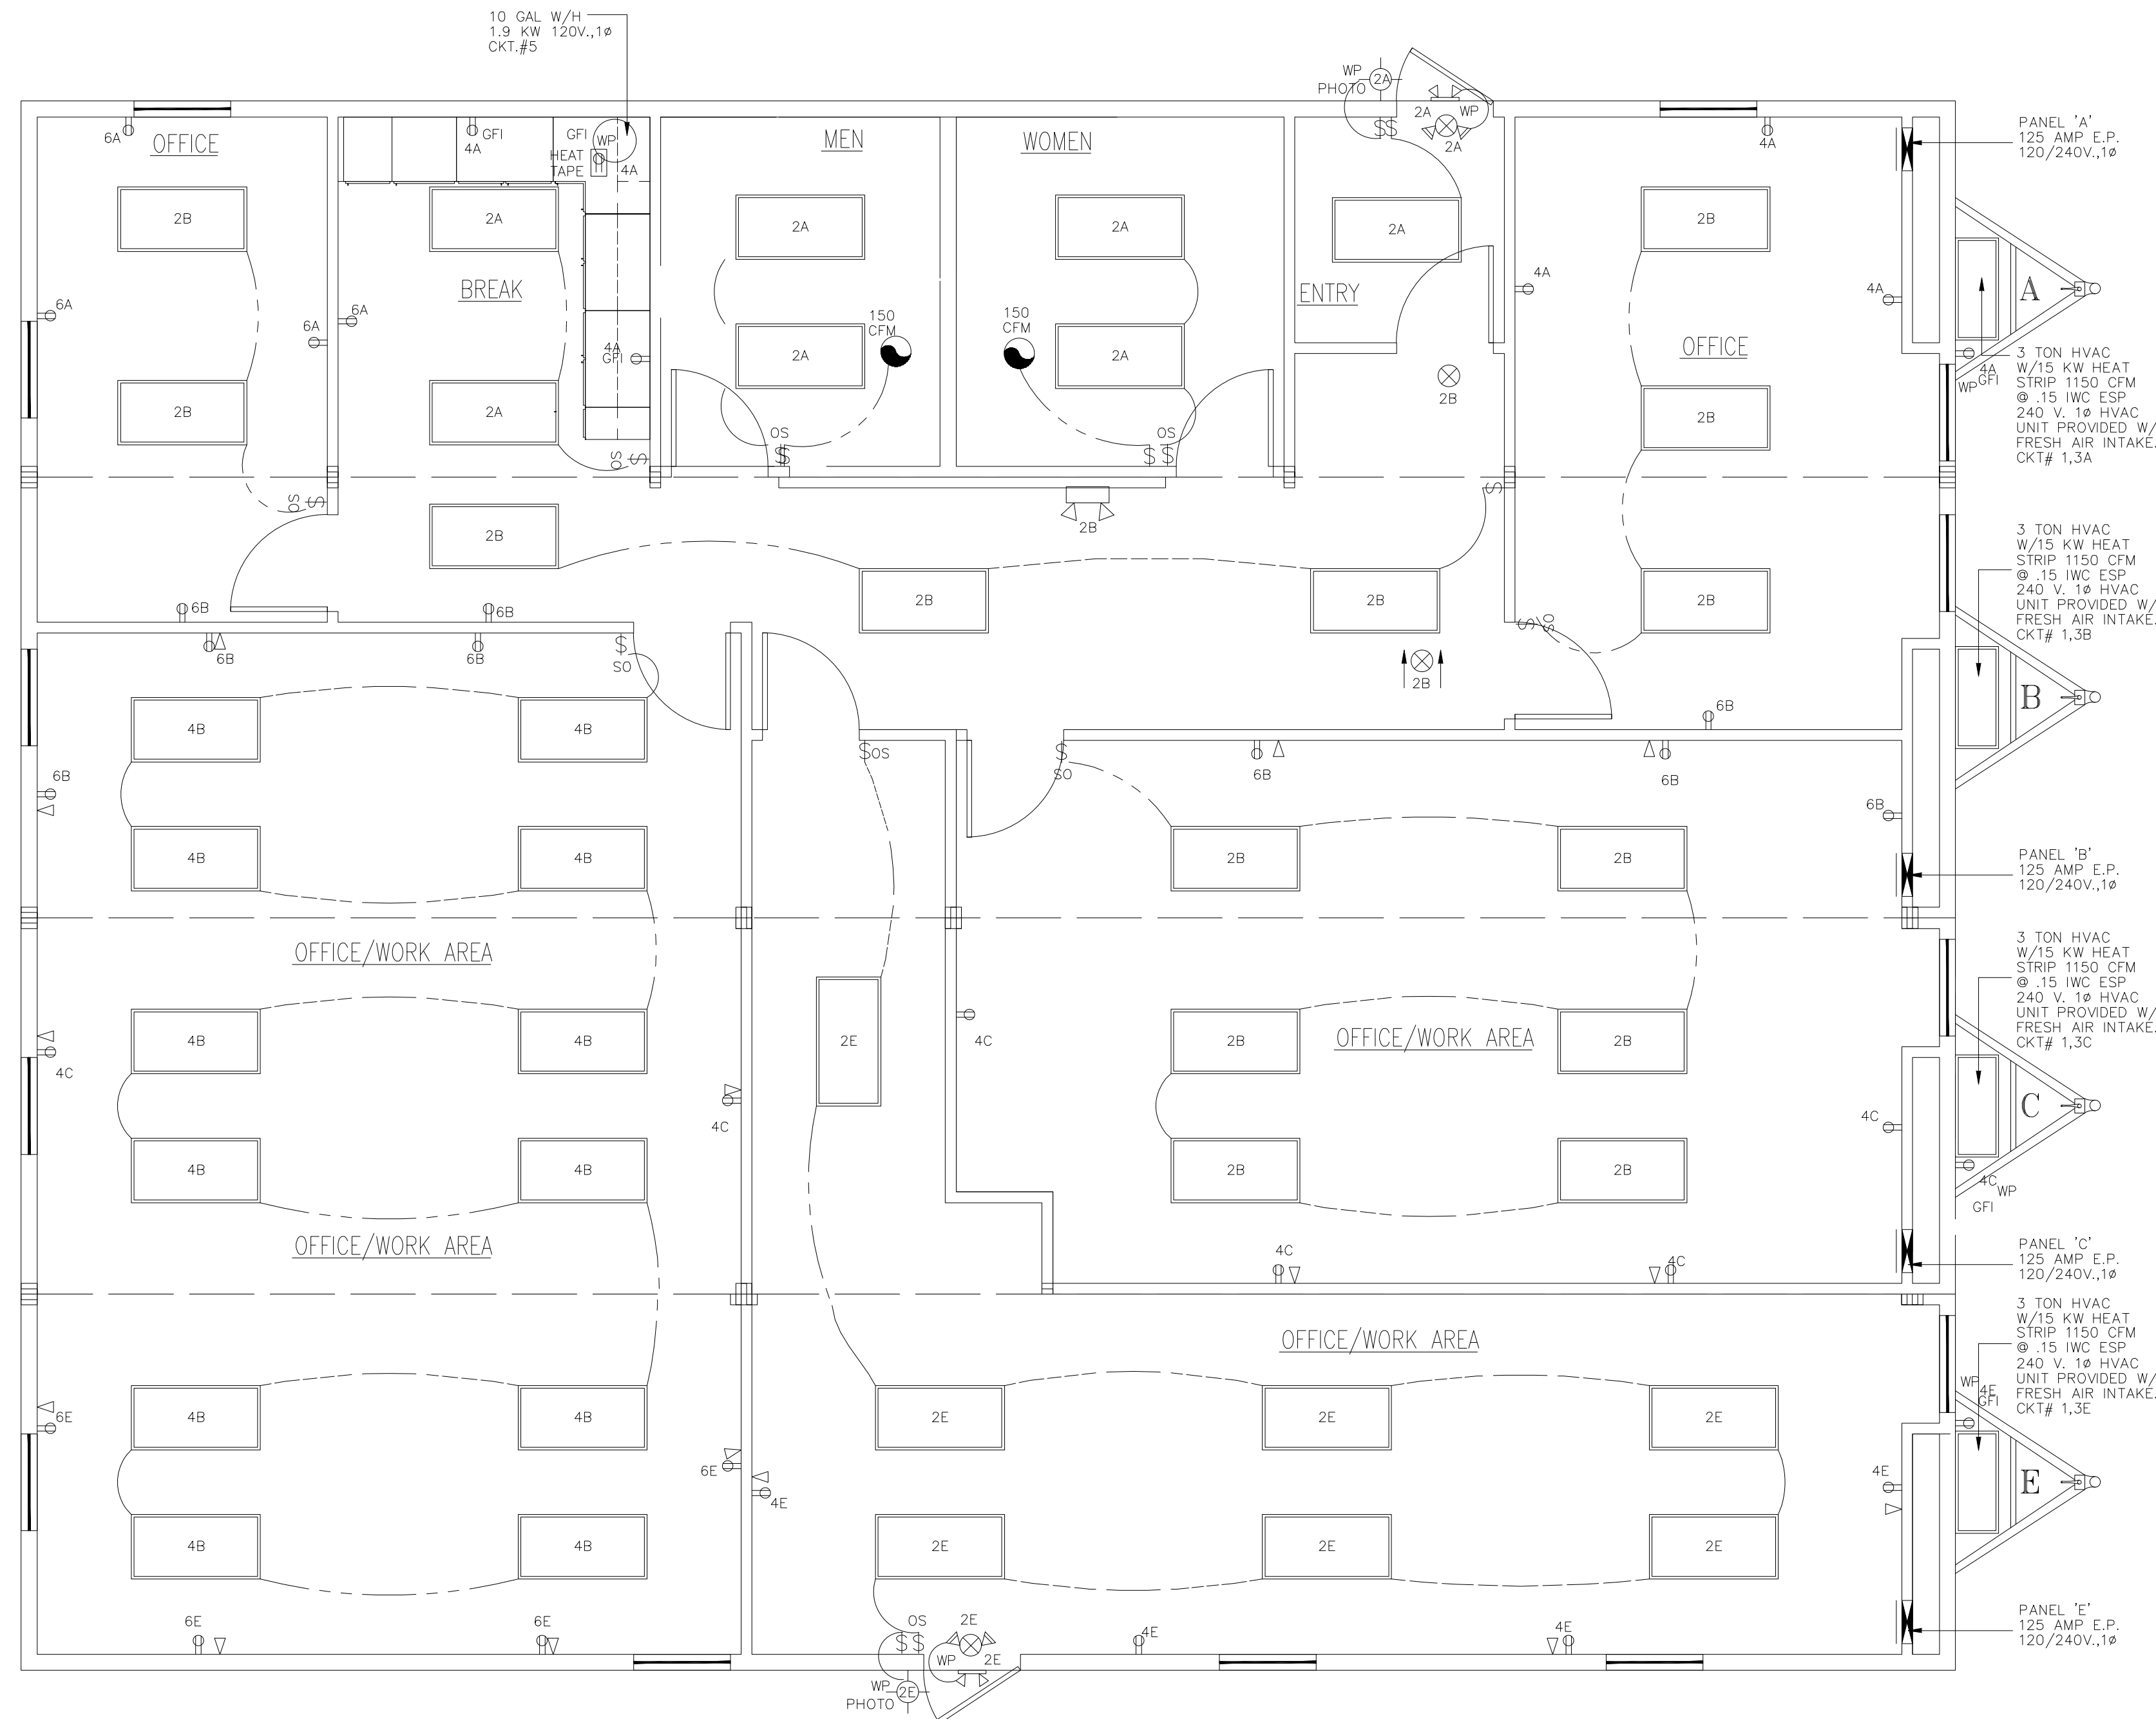 10 GAL W/H
1.9 KW 120V.,1ø
CKT.#5
WP
PHOTO
2A
2A
WP
2A
PANEL 'A'
125 AMP E.P.
120/240V.,1ø
6A
OFFICE
GFI
4A
GFI
WP
HEAT
TAPE
4A
MEN
WOMEN
$$
4A
2B
2A
2A
2A
2A
2B
6A
6A
6A
BREAK
ENTRY
4A
4A
A
150
CFM
150
CFM
4A
GFI
2A
2A
OFFICE
2B
4A
GFI
WP
3 TON HVAC
W/15 KW HEAT
STRIP 1150 CFM
@ .15 IWC ESP
240 V. 1ø HVAC
UNIT PROVIDED W/
FRESH AIR INTAKE.
CKT# 1,3A
2B
2A
2B
OS
$
OS
$$
OS
$ $
OS
$
$
2B
2B
3 TON HVAC
W/15 KW HEAT
STRIP 1150 CFM
@ .15 IWC ESP
240 V. 1ø HVAC
UNIT PROVIDED W/
FRESH AIR INTAKE.
CKT# 1,3B
2B
2B
2B
6B
6B
$
SO
6B
6B
$
SO
2B
B
4B
4B
6B
$OS
$
SO
6B
6B
6B
6B
4B
4B
2B
2B
PANEL 'B'
125 AMP E.P.
120/240V.,1ø
OFFICE/WORK AREA
3 TON HVAC
W/15 KW HEAT
STRIP 1150 CFM
@ .15 IWC ESP
240 V. 1ø HVAC
UNIT PROVIDED W/
FRESH AIR INTAKE.
CKT# 1,3C
4B
4B
2E
4C
2B
OFFICE/WORK AREA
2B
4C
4C
4C
C
4B
4B
2B
2B
4C
WP
GFI
OFFICE/WORK AREA
4C
4C
PANEL 'C'
125 AMP E.P.
120/240V.,1ø
OFFICE/WORK AREA
3 TON HVAC
W/15 KW HEAT
STRIP 1150 CFM
@ .15 IWC ESP
240 V. 1ø HVAC
UNIT PROVIDED W/
FRESH AIR INTAKE.
CKT# 1,3E
WP
4E
GFI
6E
4B
4B
2E
2E
2E
6E
4E
4E
E
4B
4B
2E
2E
2E
6E
6E
OS
$ $
2E
WP
2E
4E
4E
PANEL 'E'
125 AMP E.P.
120/240V.,1ø
WP
PHOTO
2E